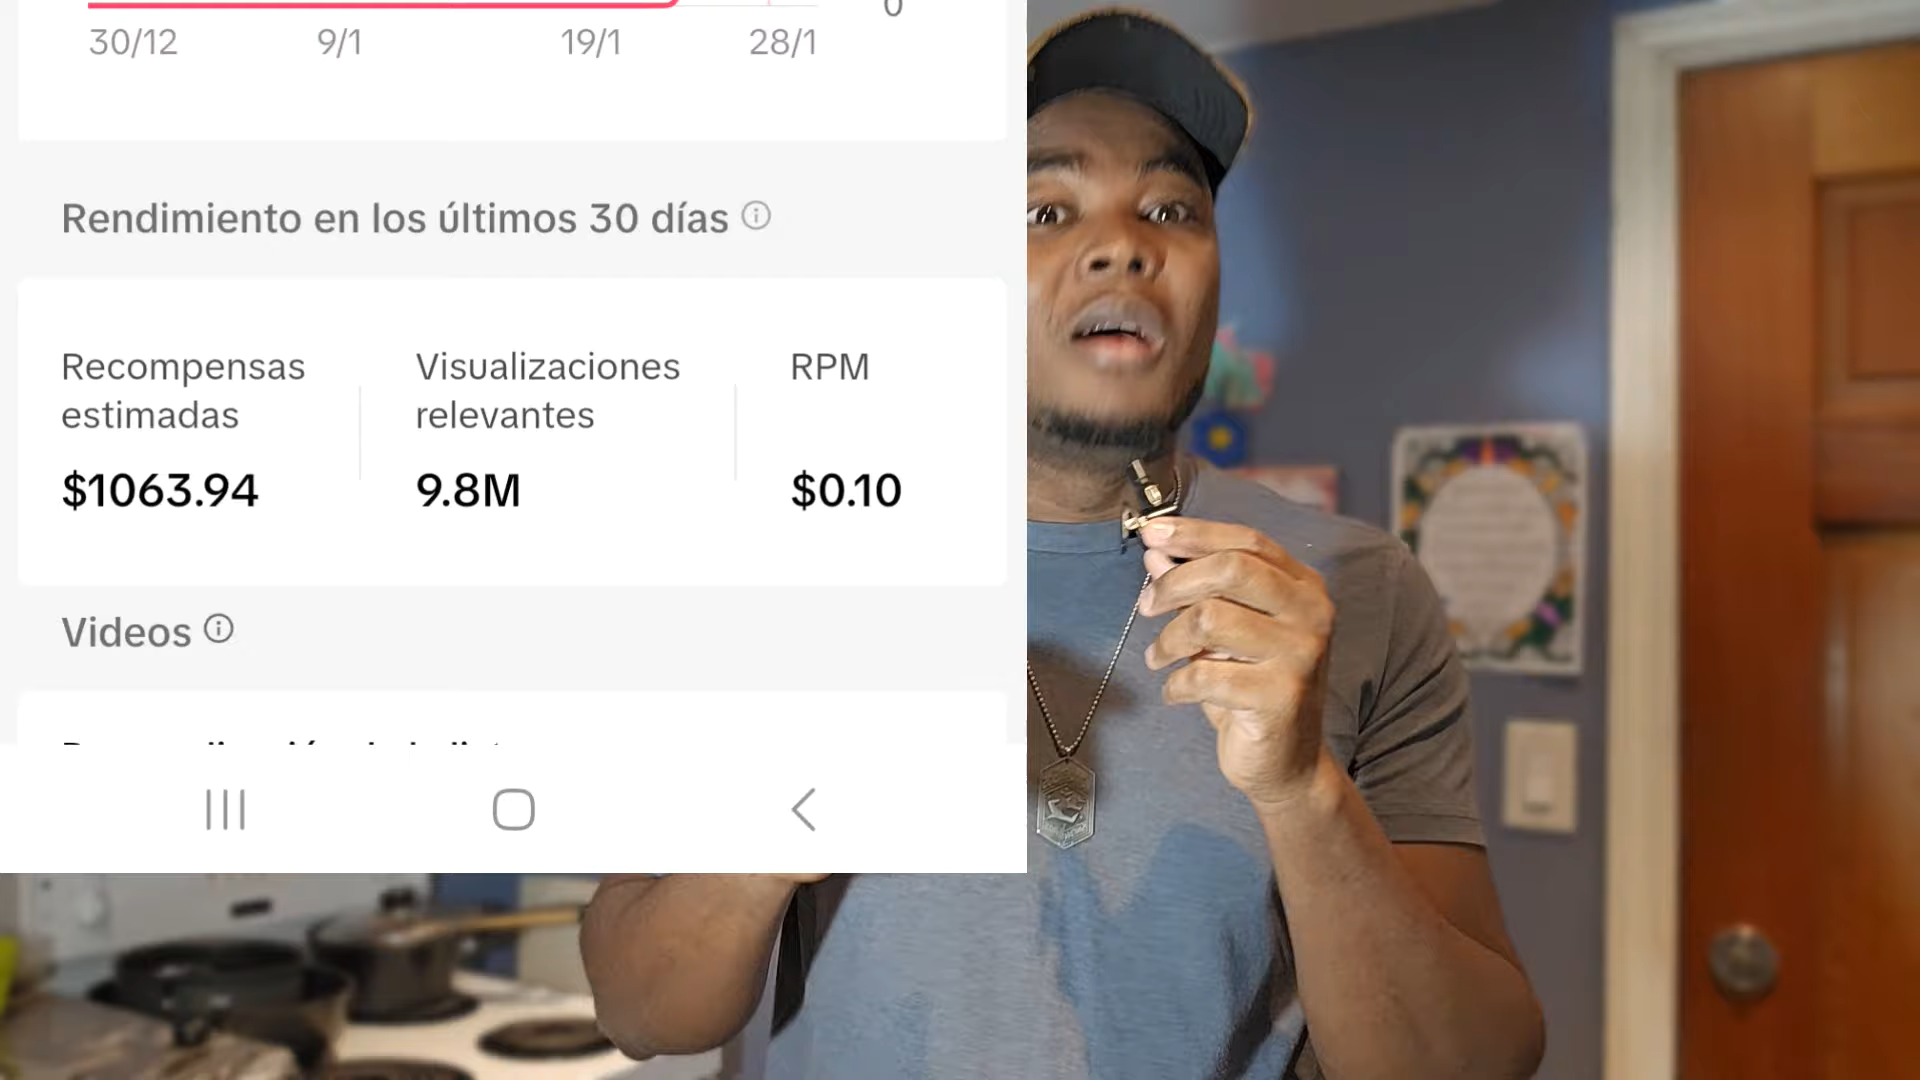 0
30/12 9/1 19/1 28/1
Rendimiento en los últimos 30 días
Recompensas estimadas
$1063.94
Visualizaciones relevantes
9.8M
RPM
$0.10
Videos